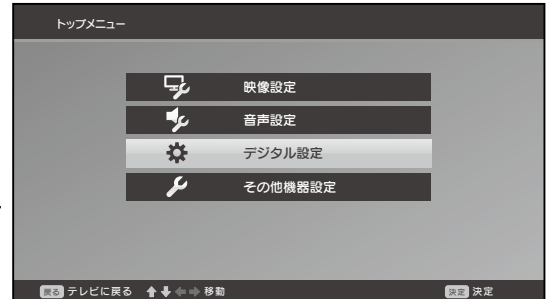 トップメニュー
映像設定
音声設定
デジタル設定
その他機器設定
戻る テレビに戻る 移動 決定 決定